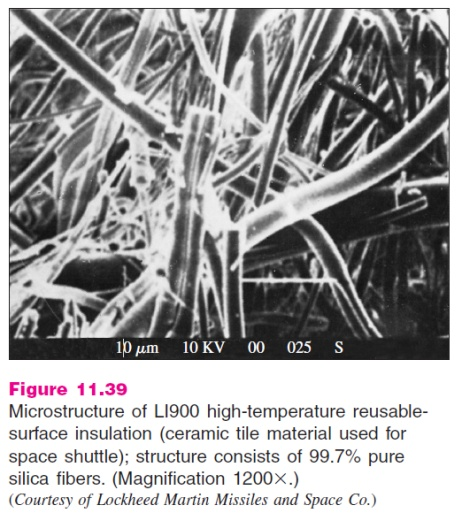 10 μm 10 KV 00 025 S
Figure 11.39
Microstructure of LI900 high-temperature reusable-
surface insulation (ceramic tile material used for
space shuttle); structure consists of 99.7% pure
silica fibers. (Magnification 1200×.)
(Courtesy of Lockheed Martin Missiles and Space Co.)